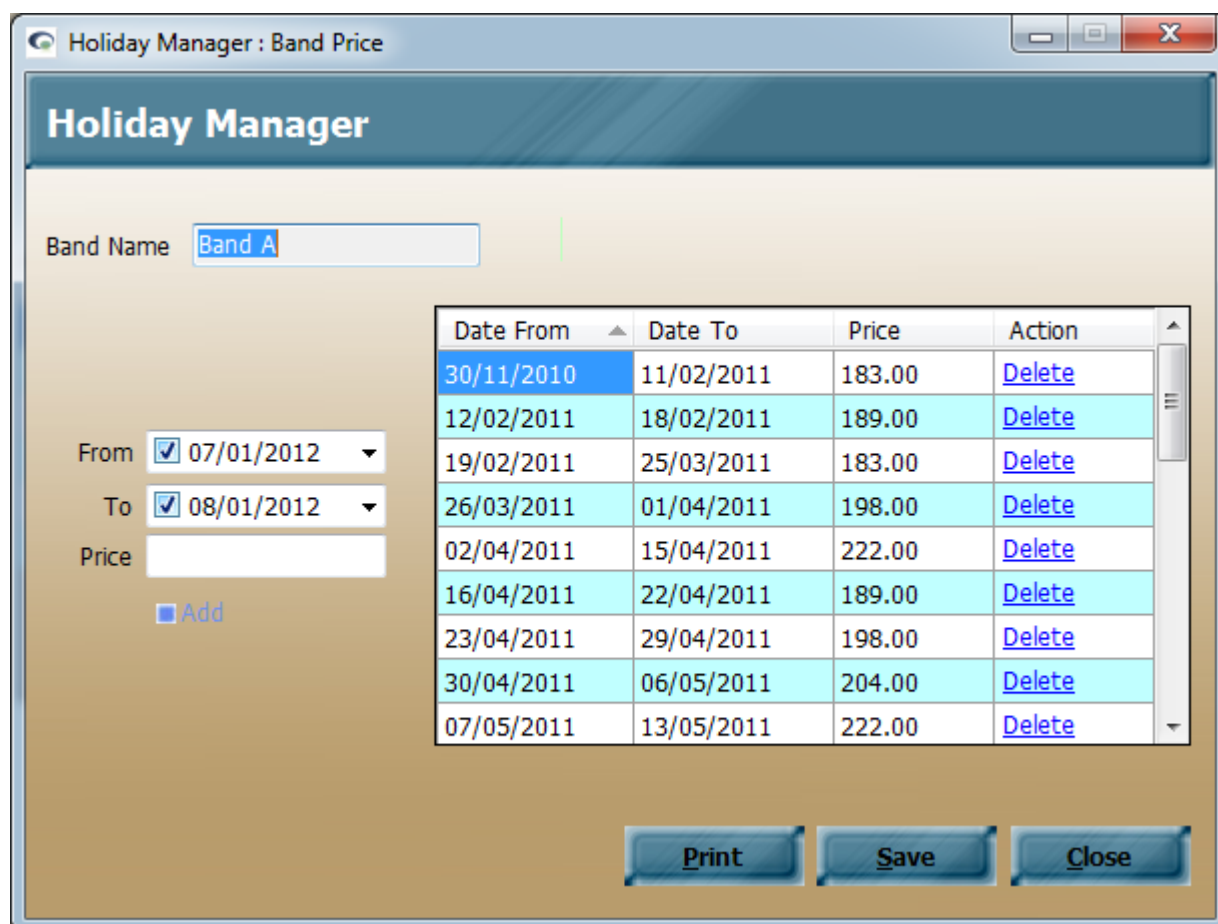 Holiday Manager : Band Price
Holiday Manager
Band Name Band A
Date From Date To Price Action
30/11/2010 11/02/2011 183.00 Delete
12/02/2011 18/02/2011 189.00 Delete
19/02/2011 25/03/2011 183.00 Delete
26/03/2011 01/04/2011 198.00 Delete
02/04/2011 15/04/2011 222.00 Delete
16/04/2011 22/04/2011 189.00 Delete
23/04/2011 29/04/2011 198.00 Delete
30/04/2011 06/05/2011 204.00 Delete
07/05/2011 13/05/2011 222.00 Delete
From 07/01/2012
To 08/01/2012
Price
Add
Print Save Close